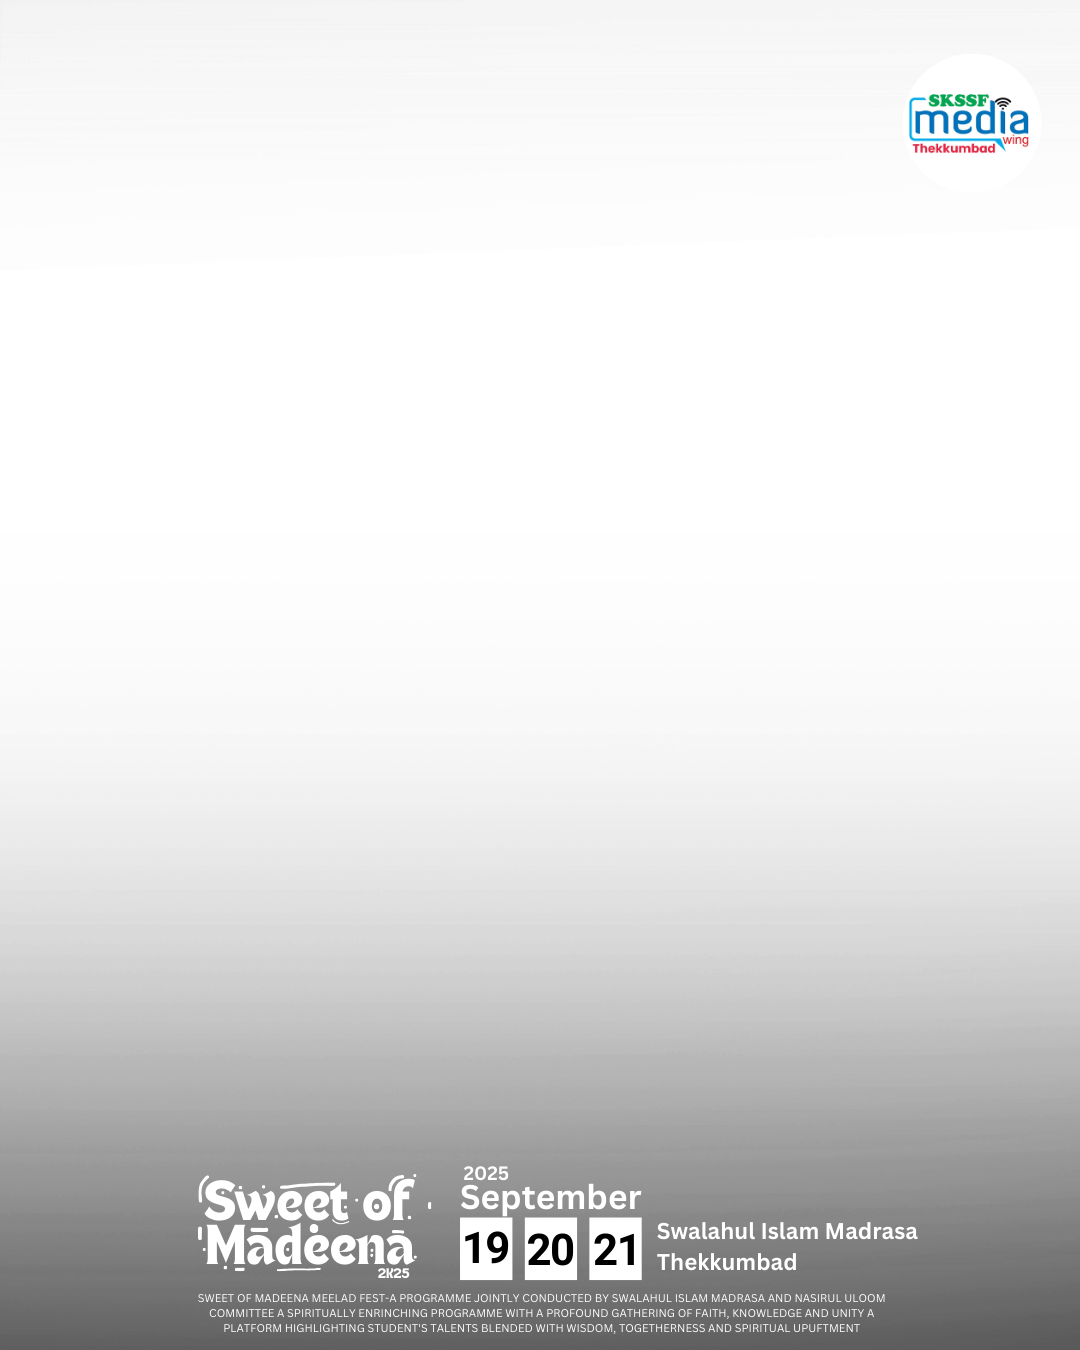 SKSSF
media
wing
Thekkumbad
Sweet of
Madeena
2K25
2025
September
19 20 21
Swalahul Islam Madrasa
Thekkumbad
SWEET OF MADEENA MEELAD FEST-A PROGRAMME JOINTLY CONDUCTED BY SWALAHUL ISLAM MADRASA AND NASIRUL ULOOM
COMMITTEE A SPIRITUALLY ENRINCHING PROGRAMME WITH A PROFOUND GATHERING OF FAITH, KNOWLEDGE AND UNITY A
PLATFORM HIGHLIGHTING STUDENT'S TALENTS BLENDED WITH WISDOM, TOGETHERNESS AND SPIRITUAL UPUFTMENT